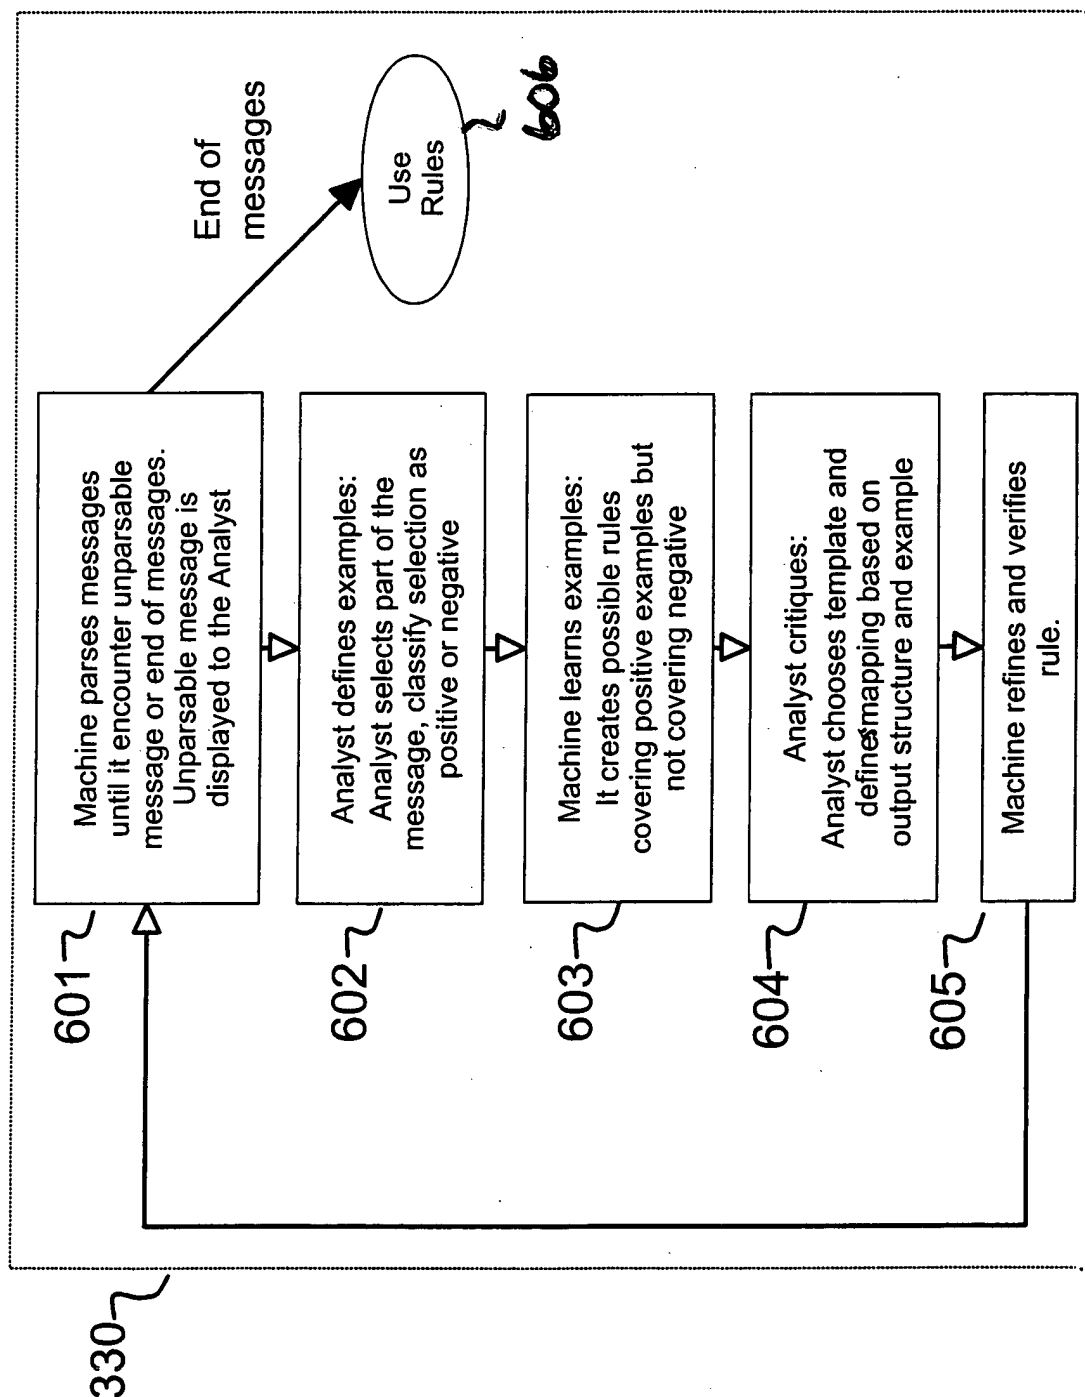 330
601
Machine parses messages
until it encounter unparsable
message or end of messages.
Unparsable message is
displayed to the Analyst
End of
messages
Use
Rules
606
602
Analyst defines examples:
Analyst selects part of the
message, classify selection as
positive or negative
603
Machine learns examples:
It creates possible rules
covering positive examples but
not covering negative
604
Analyst critiques:
Analyst chooses template and
defines mapping based on
output structure and example
605
Machine refines and verifies
rule.